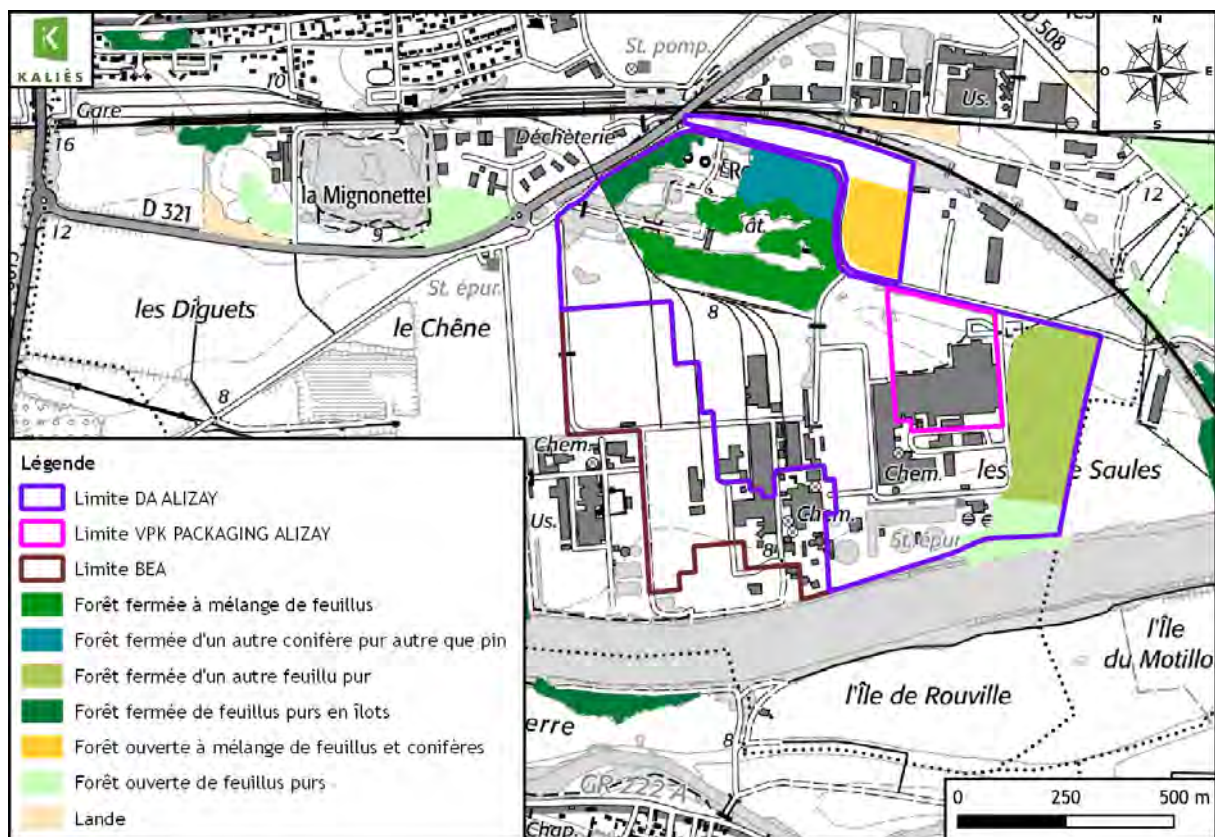 KALIÈS
Gare
10
16
12
D 321
la Mignonette
9
St. pomp.
Déchèterie
D 508
Us.
N
O
E
S
12
les Diguets
le Chêne
St. épur.
8
8
Chem.
Us.
Chem.
8
Chem.
les
Saules
St. épur
l'Île
du Motillo
l'Île de Rouville
erre
8
GR 222 A
Chap.
Légende
Limite DA ALIZAY
Limite VPK PACKAGING ALIZAY
Limite BEA
Forêt fermée à mélange de feuillus
Forêt fermée d'un autre conifère pur autre que pin
Forêt fermée d'un autre feuillu pur
Forêt fermée de feuillus purs en îlots
Forêt ouverte à mélange de feuillus et conifères
Forêt ouverte de feuillus purs
Lande
0 250 500 m